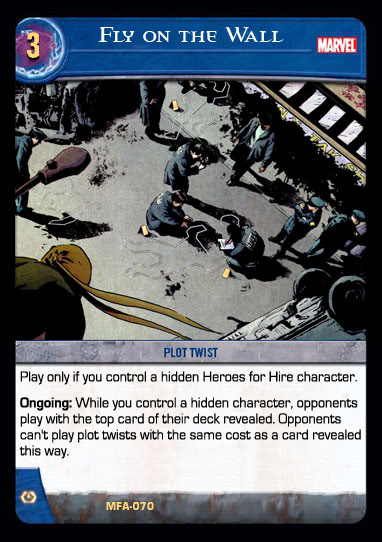 3
Fly on the Wall
MARVEL
PLOT TWIST
Play only if you control a hidden Heroes for Hire character.
Ongoing: While you control a hidden character, opponents
play with the top card of their deck revealed. Opponents
can't play plot twists with the same cost as a card revealed
this way.
MFA-070